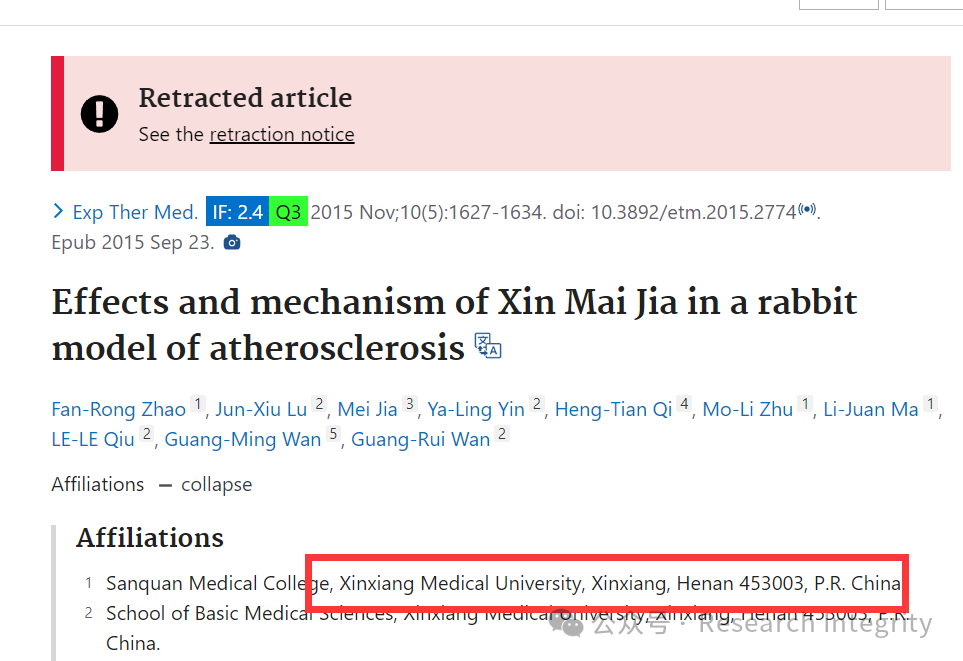 Retracted article
See the retraction notice
Exp Ther Med. IF: 2.4 Q3 2015 Nov;10(5):1627-1634. doi: 10.3892/etm.2015.2774.
Epub 2015 Sep 23.
Effects and mechanism of Xin Mai Jia in a rabbit
model of atherosclerosis
Fan-Rong Zhao 1, Jun-Xiu Lu 2, Mei Jia 3, Ya-Ling Yin 2, Heng-Tian Qi 4, Mo-Li Zhu 1, Li-Juan Ma 1,
LE-LE Qiu 2, Guang-Ming Wan 5, Guang-Rui Wan 2
Affiliations — collapse
Affiliations
1 Sanquan Medical College, Xinxiang Medical University, Xinxiang, Henan 453003, P.R. China.
2 School of Basic Medical Sciences, Xinxiang Medical University, Xinxiang, Henan 453003, P.R.
China.
公众号 · Research Integrity